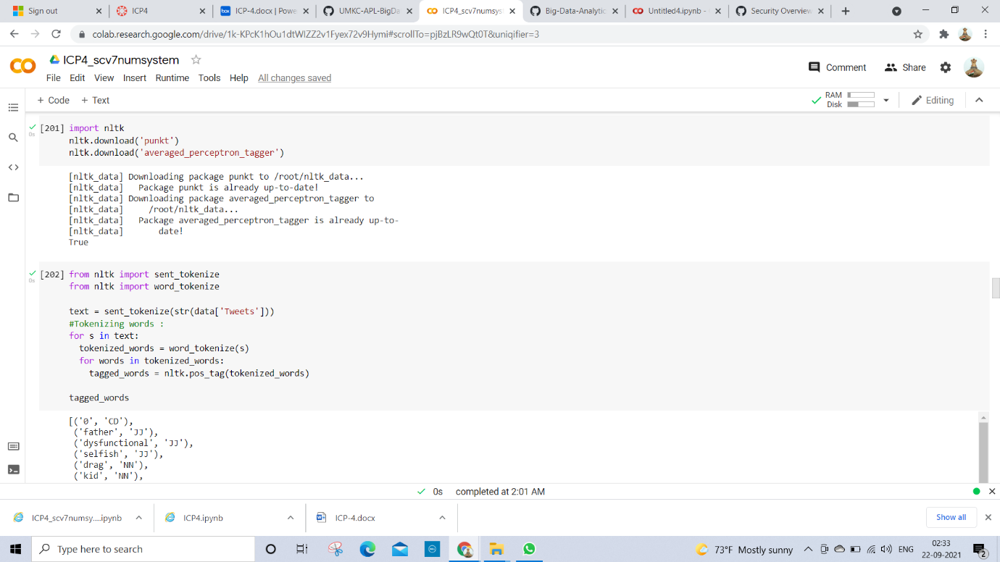 Sign out
ICP4
ICP-4.docx | Powe
UMKC-APL-BigDa
ICP4_scv7numsys
Big-Data-Analytic
Untitled4.ipynb - 
Security Overview
colab.research.google.com/drive/1k-KPcK1hOu1dtWIZZ2v1Fyex72v9Hymi#scrollTo=pjBzLR9wQt0T&uniqifier=3
ICP4_scv7numsystem
File Edit View Insert Runtime Tools Help All changes saved
Comment Share
+ Code + Text
RAM
Disk
Editing
[201] import nltk
nltk.download('punkt')
nltk.download('averaged_perceptron_tagger')
0s
[nltk_data] Downloading package punkt to /root/nltk_data...
[nltk_data]   Package punkt is already up-to-date!
[nltk_data] Downloading package averaged_perceptron_tagger to
[nltk_data]     /root/nltk_data...
[nltk_data]   Package averaged_perceptron_tagger is already up-to-
[nltk_data]       date!
True
[202] from nltk import sent_tokenize
0s
from nltk import word_tokenize
text = sent_tokenize(str(data['Tweets']))
#Tokenizing words :
for s in text:
  tokenized_words = word_tokenize(s)
  for words in tokenized_words:
    tagged_words = nltk.pos_tag(tokenized_words)
tagged_words
[('0', 'CD'),
 ('father', 'JJ'),
 ('dysfunctional', 'JJ'),
 ('selfish', 'JJ'),
 ('drag', 'NN'),
 ('kid', 'NN'),
0s completed at 2:01 AM
ICP4_scv7numsy....ipynb
ICP4.ipynb
ICP-4.docx
Show all
Type here to search
73°F Mostly sunny
ENG
02:33
22-09-2021
2